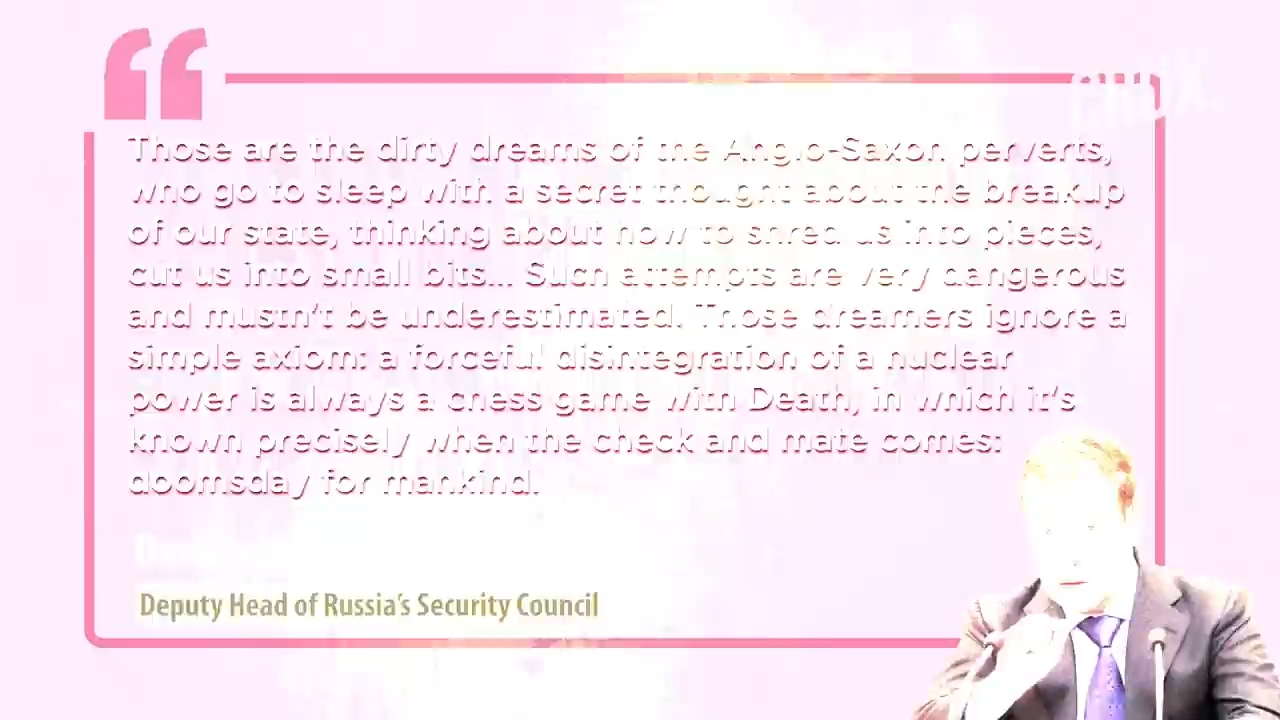 Those are the dirty dreams of the Anglo-Saxon perverts,
who go to sleep with a secret thought about the breakup
of our state, thinking about how to shred us into pieces,
cut us into small bits... Such attempts are very dangerous
and mustn't be underestimated. Those dreamers ignore a
simple axiom: a forceful disintegration of a nuclear
power is always a chess game with Death, in which it's
known precisely when the check and mate comes:
doomsday for mankind.
Deputy Head of Russia's Security Council